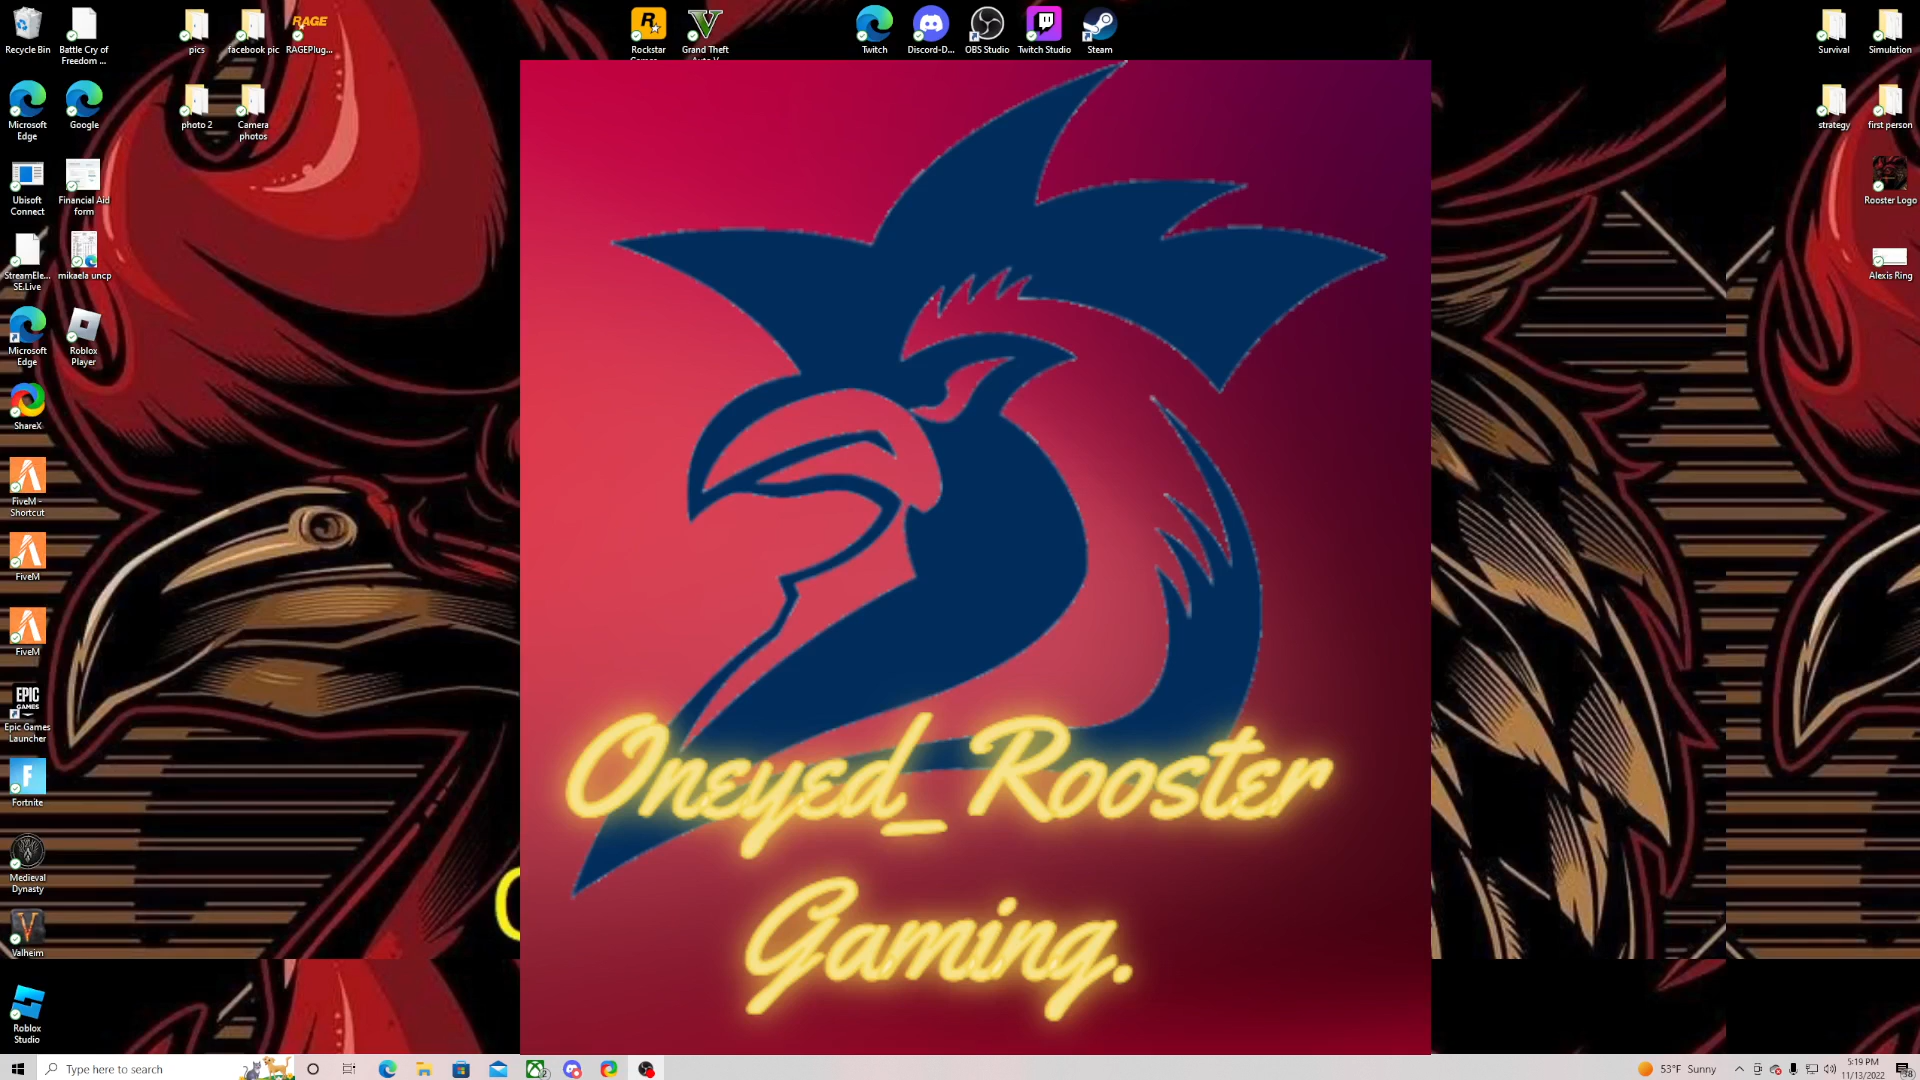 Recycle Bin
Battle Cry of
Freedom ...
pics
facebook pic
RAGE
RAGEPlug...
Rockstar
Games ...
Grand Theft
Auto V
Twitch
Discord-D...
OBS Studio
Twitch Studio
Steam
Survival
Simulation
Microsoft
Edge
Google
photo 2
Camera
photos
strategy
first person
Ubisoft
Connect
Financial Aid
form
Rooster Logo
StreamEle...
SE.Live
mikaela uncp
Alexis Ring
Microsoft
Edge
Roblox
Player
ShareX
FiveM -
Shortcut
FiveM
FiveM
EPIC
GAMES
Epic Games
Launcher
Fortnite
Medieval
Dynasty
Valheim
Roblox
Studio
Oneyed_Rooster
Gaming.
Type here to search
2
53°F Sunny
5:19 PM
11/13/2022
38